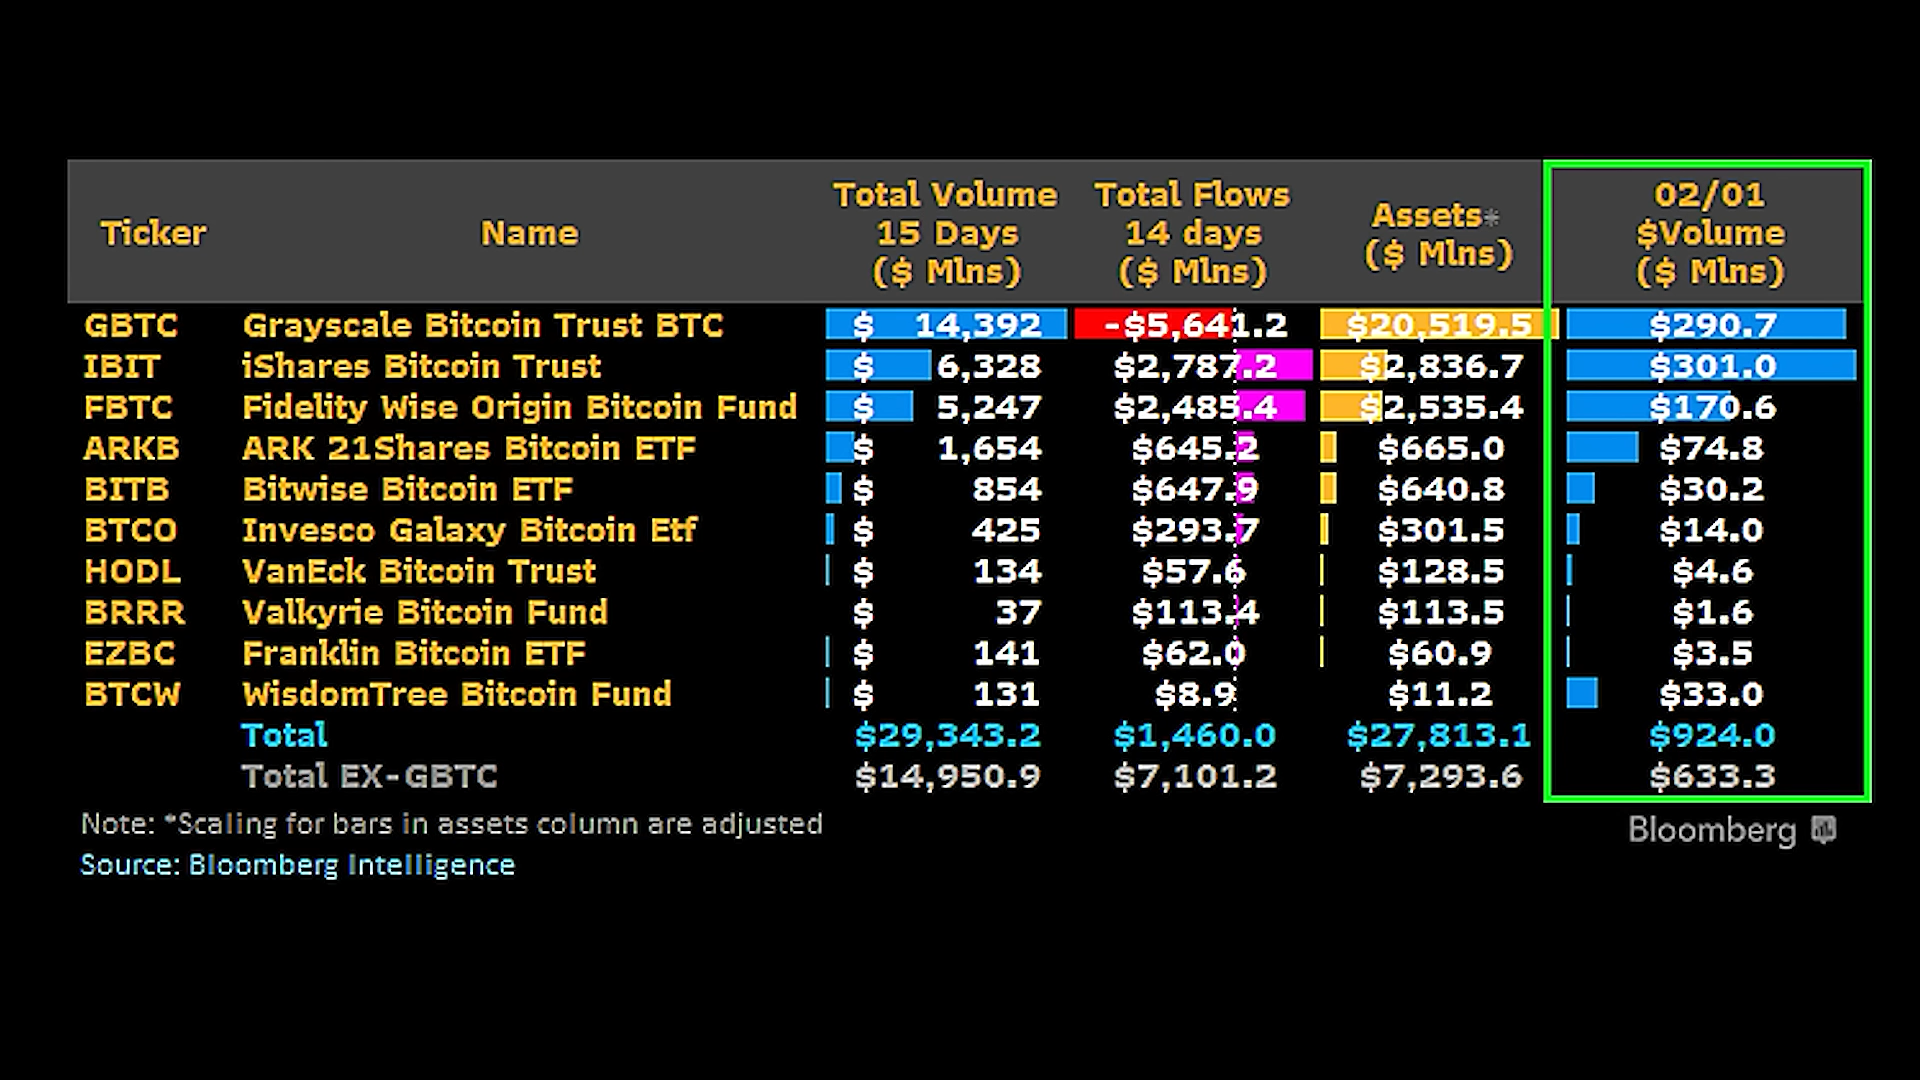 Ticker Name Total Volume 15 Days ($ Mlns) Total Flows 14 days ($ Mlns) Assets* ($ Mlns) 02/01 $Volume ($ Mlns)
GBTC Grayscale Bitcoin Trust BTC $ 14,392 -$5,641.2 $20,519.5 $290.7
IBIT iShares Bitcoin Trust $ 6,328 $2,787.2 $2,836.7 $301.0
FBTC Fidelity Wise Origin Bitcoin Fund $ 5,247 $2,485.4 $2,535.4 $170.6
ARKB ARK 21Shares Bitcoin ETF $ 1,654 $645.2 $665.0 $74.8
BITB Bitwise Bitcoin ETF $ 854 $647.9 $640.8 $30.2
BTCO Invesco Galaxy Bitcoin Etf $ 425 $293.7 $301.5 $14.0
HODL VanEck Bitcoin Trust $ 134 $57.6 $128.5 $4.6
BRRR Valkyrie Bitcoin Fund $ 37 $113.4 $113.5 $1.6
EZBC Franklin Bitcoin ETF $ 141 $62.0 $60.9 $3.5
BTCW WisdomTree Bitcoin Fund $ 131 $8.9 $11.2 $33.0
Total $29,343.2 $1,460.0 $27,813.1 $924.0
Total EX-GBTC $14,950.9 $7,101.2 $7,293.6 $633.3
Note: *Scaling for bars in assets column are adjusted
Bloomberg
Source: Bloomberg Intelligence